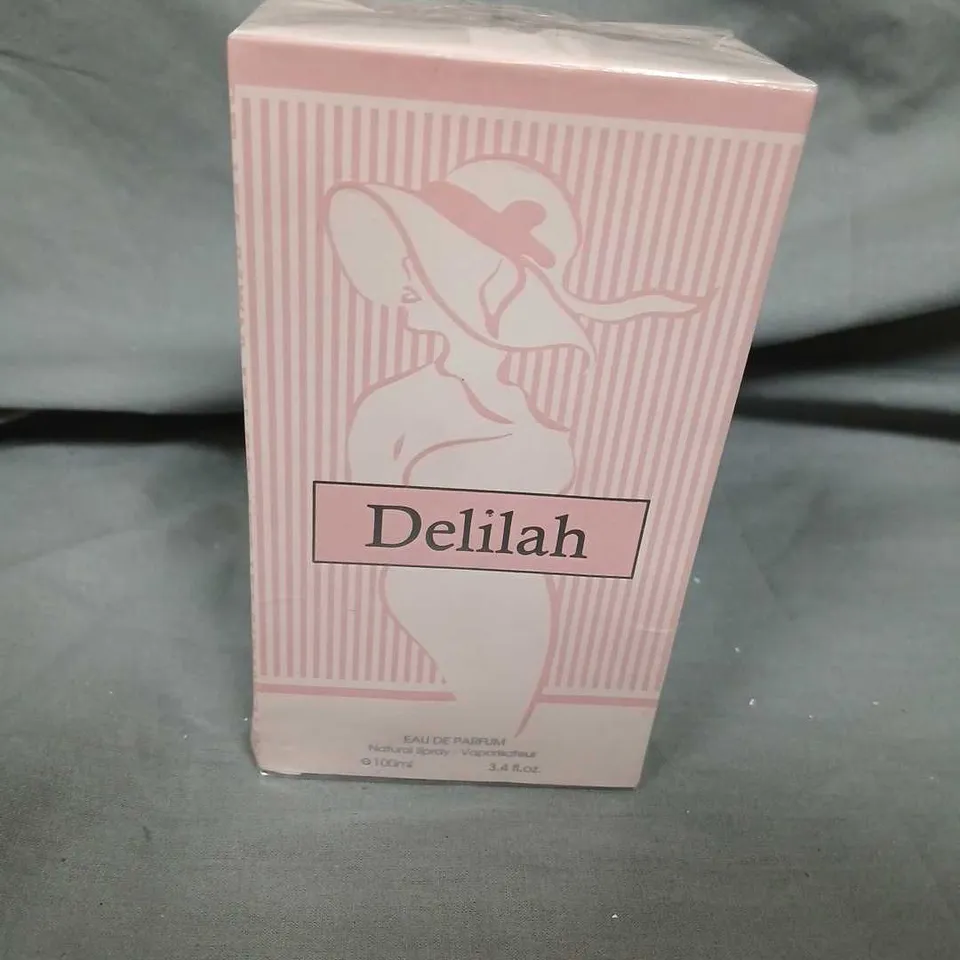 Delilah
EAU DE PARFUM
Natural Spray - Vaporisateur
℮100ml 3.4 fl.oz.